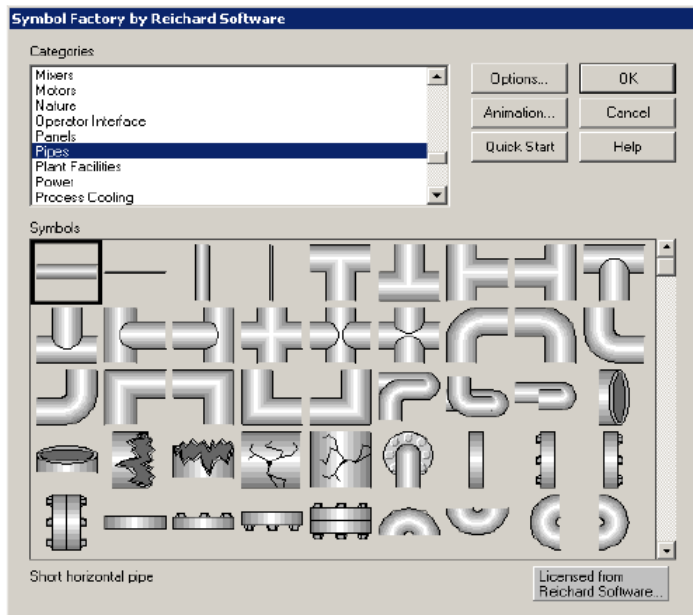 Symbol Factory by Reichard Software
Categories
Mixers
Motors
Nature
Operator Interface
Panels
Pipes
Plant Facilities
Power
Process Cooling
Options...
OK
Animation...
Cancel
Quick Start
Help
Symbols
Short horizontal pipe
Licensed from
Reichard Software...